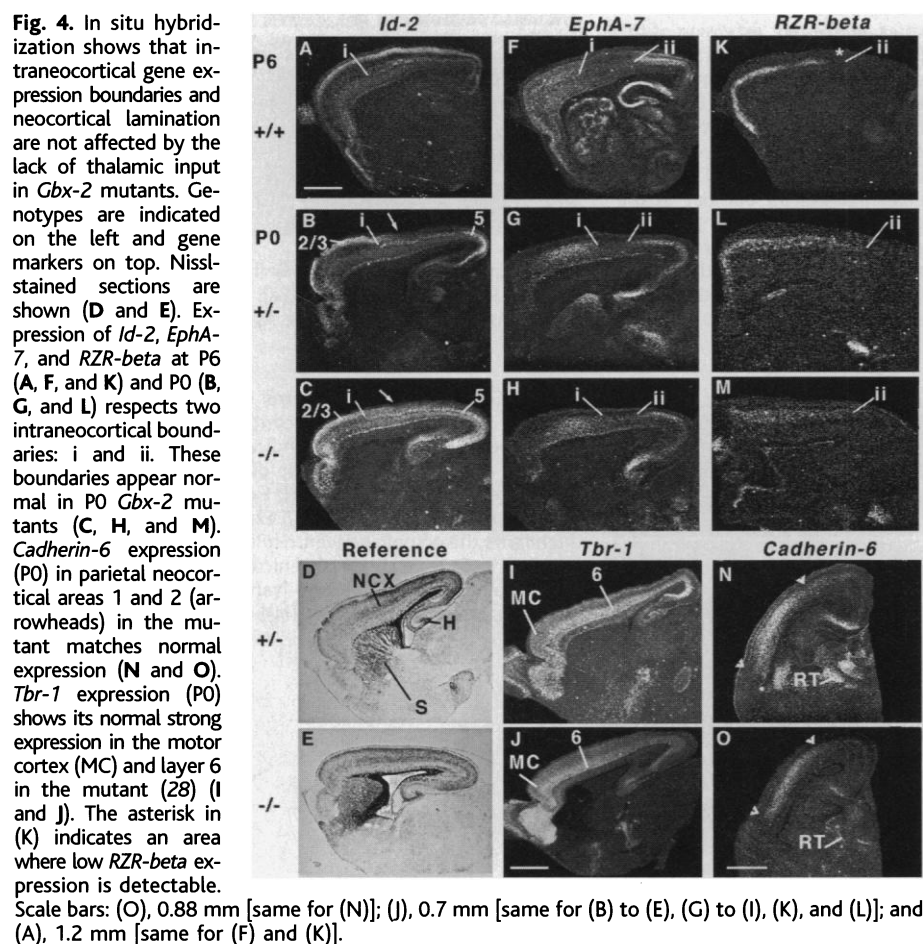 Fig. 4. In situ hybrid-
ization shows that in-
traneocortical gene ex-
pression boundaries and
neocortical lamination
are not affected by the
lack of thalamic input
in Gbx-2 mutants. Ge-
notypes are indicated
on the left and gene
markers on top. Nissl-
stained sections are
shown (D and E). Ex-
pression of Id-2, EphA-
7, and RZR-beta at P6
(A, F, and K) and P0 (B,
G, and L) respects two
intraneocortical bound-
aries: i and ii. These
boundaries appear nor-
mal in P0 Gbx-2 mu-
tants (C, H, and M).
Cadherin-6 expression
(P0) in parietal neocor-
tical areas 1 and 2 (ar-
rowheads) in the mu-
tant matches normal
expression (N and O).
Tbr-1 expression (P0)
shows its normal strong
expression in the motor
cortex (MC) and layer 6
in the mutant (28) (I
and J). The asterisk in
(K) indicates an area
where low RZR-beta ex-
pression is detectable.
Scale bars: (O), 0.88 mm [same for (N)]; (J), 0.7 mm [same for (B) to (E), (G) to (I), (K), and (L)]; and
(A), 1.2 mm [same for (F) and (K)].
Id-2 EphA-7 RZR-beta
P6
+/+
A i
F i ii
K * ii
P0
+/-
B 2/3 i 5
G i ii
L ii
-/-
C 2/3 i 5
H i ii
M ii
Reference Tbr-1 Cadherin-6
+/-
D NCX H S
I MC 6
N RT
-/-
E
J MC 6
O RT